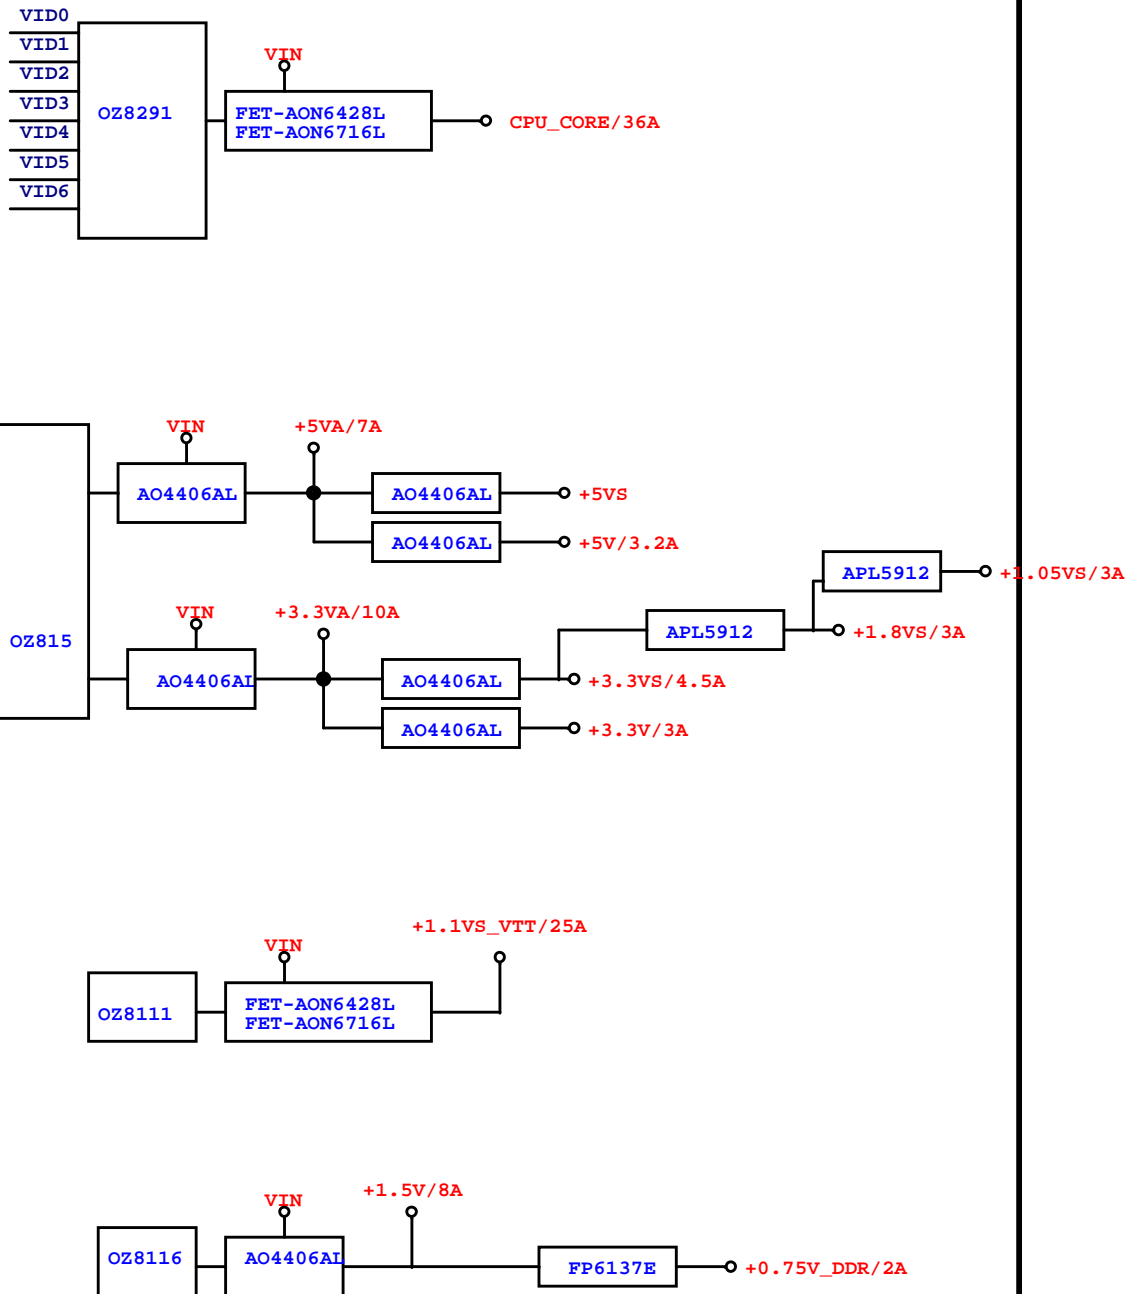 VID0
VID1
VID2
VID3
VID4
VID5
VID6
OZ8291
VIN
FET-AON6428L
FET-AON6716L
CPU_CORE/36A
VIN
+5VA/7A
AO4406AL
AO4406AL
+5VS
AO4406AL
+5V/3.2A
APL5912
+1.05VS/3A
VIN
+3.3VA/10A
OZ815
APL5912
+1.8VS/3A
AO4406AL
AO4406AL
+3.3VS/4.5A
AO4406AL
+3.3V/3A
+1.1VS_VTT/25A
VIN
OZ8111
FET-AON6428L
FET-AON6716L
+1.5V/8A
VIN
OZ8116
AO4406AL
FP6137E
+0.75V_DDR/2A